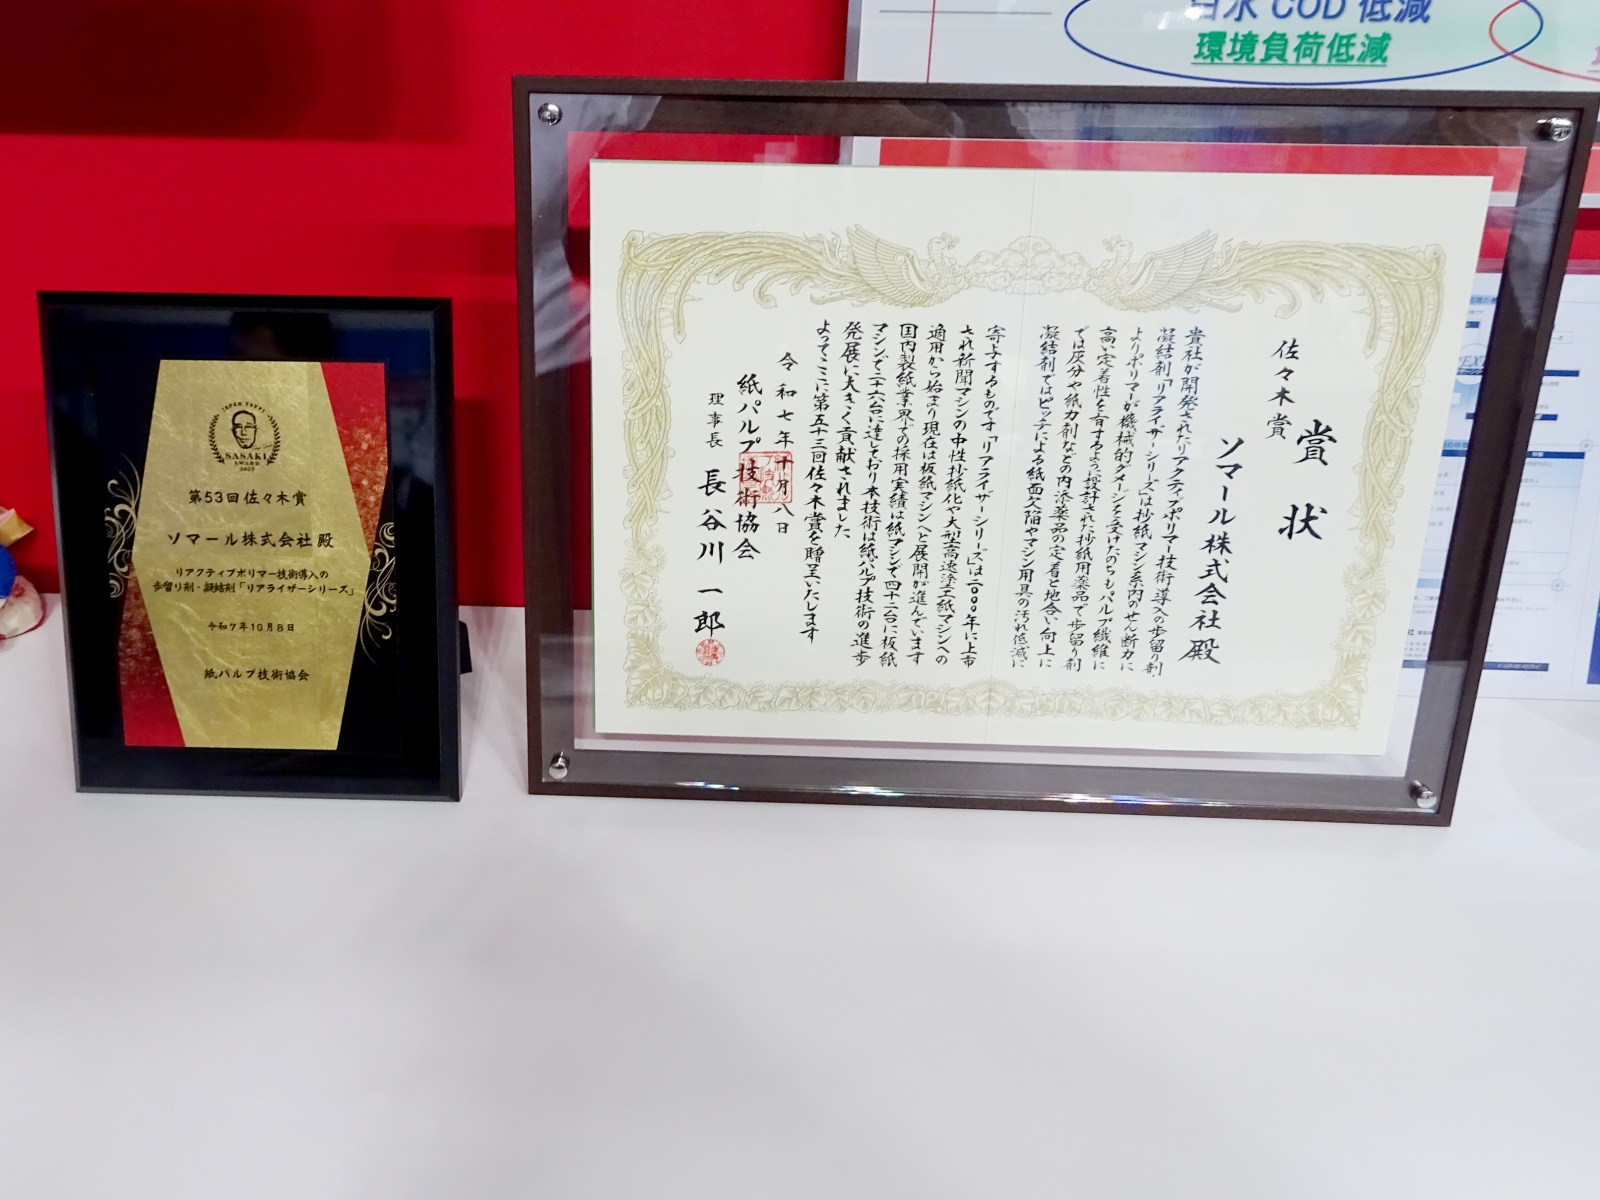 白水 COD 低減
環境負荷低減
JAPAN TAPPI
SASAKI
AWARD
2025
第53回佐々木賞
ソマール株式会社 殿
リアクティブポリマー技術導入の
歩留り剤・凝結剤「リアライザーシリーズ」
令和7年10月8日
紙パルプ技術協会
賞状
佐々木賞
ソマール株式会社 殿
貴社が開発されたリアクティブポリマー技術導入の歩留り剤・
凝結剤「リアライザーシリーズ」は抄紙マシン系内のせん断力に
よりポリマーが機械的ダメージを受けたのちもパルプ繊維に
高い定着性を有するよう設計された抄紙用薬品で歩留り剤
では灰分や紙力剤などの内添薬品の定着と地合い向上に
凝結剤ではピッチによる紙面欠陥やマシン用具の汚れ低減に
寄与するものです「リアライザーシリーズ」は二〇〇〇年に上市
され新聞マシンの中性抄紙化や大型高速塗工紙マシンへの
適用から始まり現在は板紙マシンへと展開が進んでいます
国内製紙業界での採用実績は紙マシンで四十二台に板紙
マシンで二十六台に達しており本技術は紙パルプ技術の進歩
発展に大きく貢献されました
よってここに第五十三回佐々木賞を贈呈いたします
令和七年十月八日
紙パルプ技術協会
理事長 長谷川 一郎